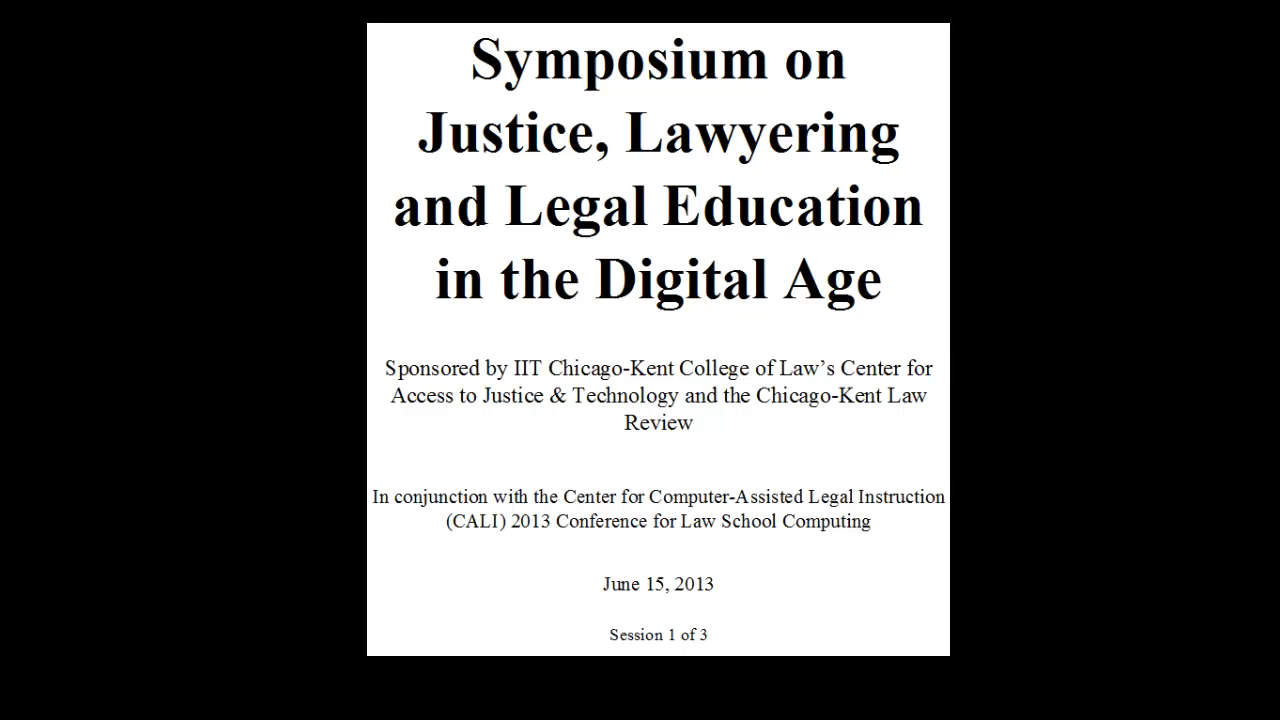 Symposium on
Justice, Lawyering
and Legal Education
in the Digital Age
Sponsored by IIT Chicago-Kent College of Law’s Center for
Access to Justice & Technology and the Chicago-Kent Law
Review
In conjunction with the Center for Computer-Assisted Legal Instruction
(CALI) 2013 Conference for Law School Computing
June 15, 2013
Session 1 of 3